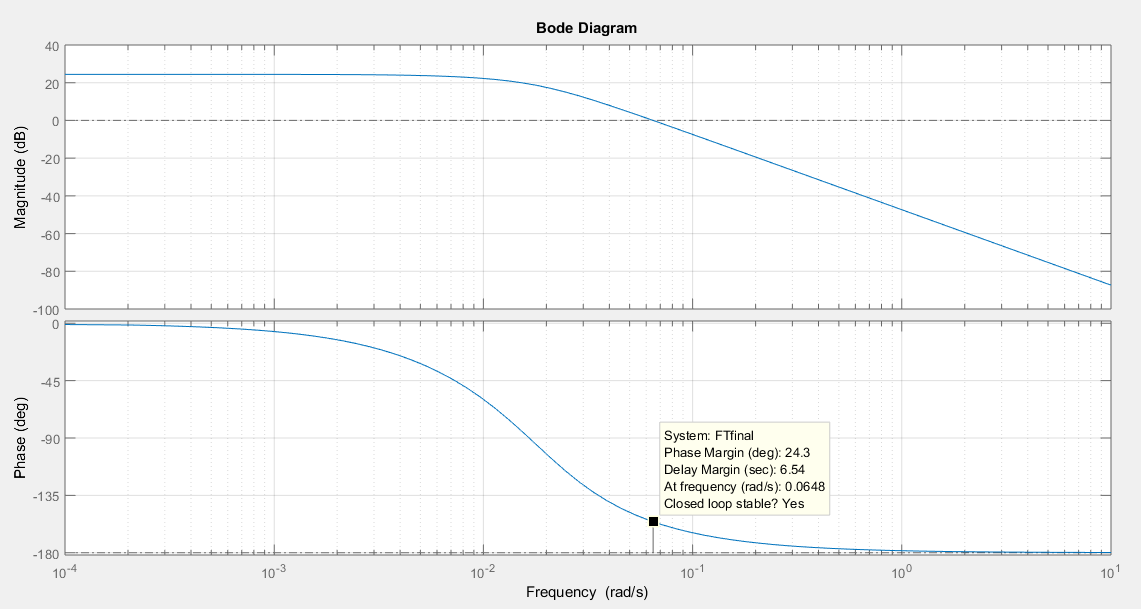 Bode Diagram
40
20
0
-20
-40
-60
-80
-100
Magnitude (dB)
0
-45
-90
-135
-180
Phase (deg)
System: FTfinal
Phase Margin (deg): 24.3
Delay Margin (sec): 6.54
At frequency (rad/s): 0.0648
Closed loop stable? Yes
10^-4 10^-3 10^-2 10^-1 10^0 10^1
Frequency (rad/s)